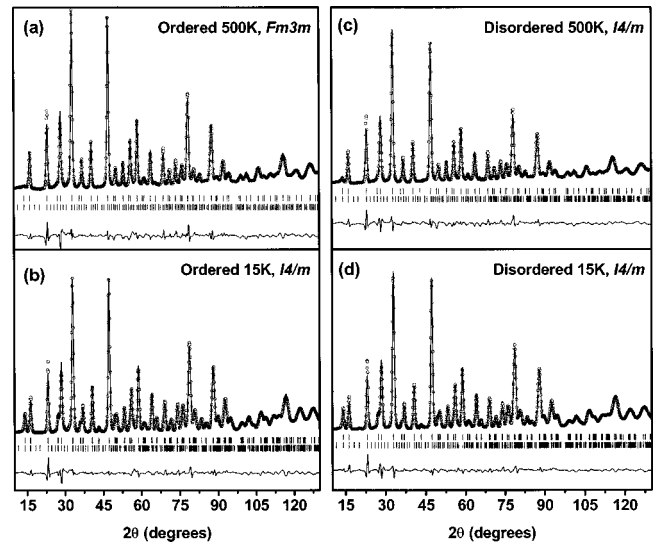 (a)
Ordered 500K, Fm3m
(c)
Disordered 500K, I4/m
(b)
Ordered 15K, I4/m
(d)
Disordered 15K, I4/m
15 30 45 60 75 90 105 120
15 30 45 60 75 90 105 120
2θ (degrees)
2θ (degrees)